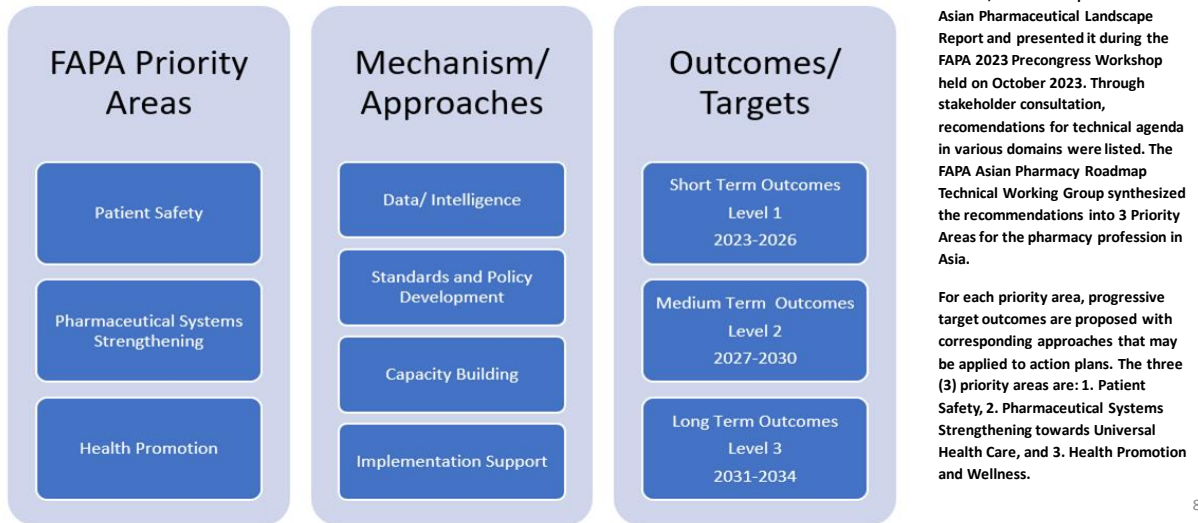 FAPA Priority
Areas
Patient Safety
Pharmaceutical Systems
Strengthening
Health Promotion
Mechanism/
Approaches
Data/ Intelligence
Standards and Policy
Development
Capacity Building
Implementation Support
Outcomes/
Targets
Short Term Outcomes
Level 1
2023-2026
Medium Term Outcomes
Level 2
2027-2030
Long Term Outcomes
Level 3
2031-2034
Asian Pharmaceutical Landscape
Report and presented it during the
FAPA 2023 Precongress Workshop
held on October 2023. Through
stakeholder consultation,
recomendations for technical agenda
in various domains were listed. The
FAPA Asian Pharmacy Roadmap
Technical Working Group synthesized
the recommendations into 3 Priority
Areas for the pharmacy profession in
Asia.
For each priority area, progressive
target outcomes are proposed with
corresponding approaches that may
be applied to action plans. The three
(3) priority areas are: 1. Patient
Safety, 2. Pharmaceutical Systems
Strengthening towards Universal
Health Care, and 3. Health Promotion
and Wellness.
8